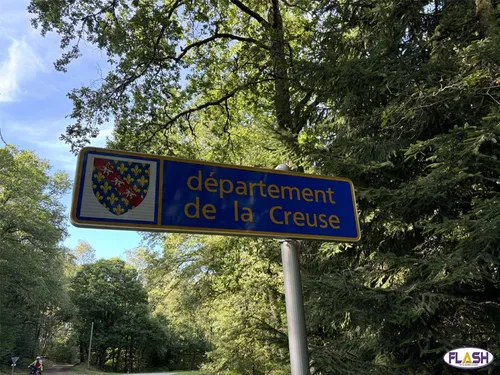 département
de la Creuse
FLASH